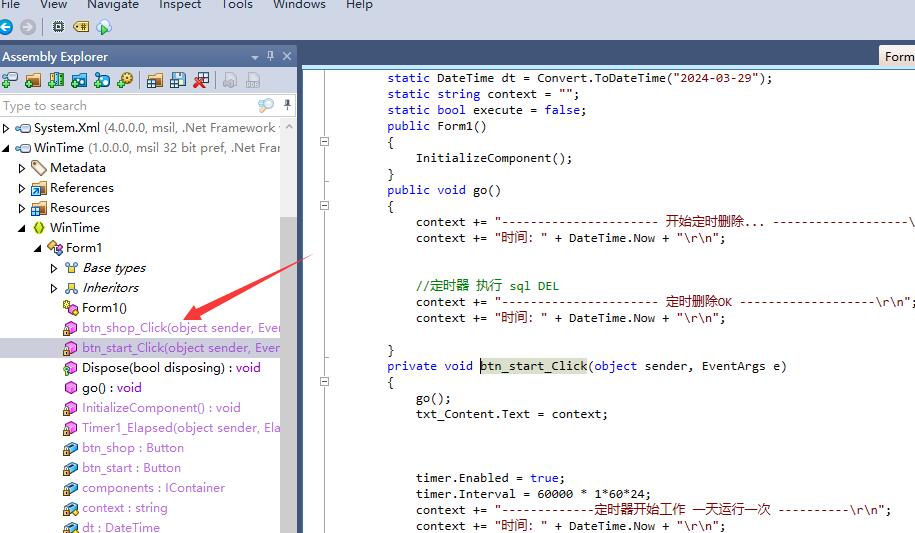 File View Navigate Inspect Tools Windows Help
Assembly Explorer
Type to search
System.Xml (4.0.0.0, msil, .Net Framework
WinTime (1.0.0.0, msil 32 bit pref, .Net Fran
Metadata
References
Resources
WinTime
Form1
Base types
Inheritors
Form1()
btn_shop_Click(object sender, Even
btn_start_Click(object sender, Even
Dispose(bool disposing) : void
go() : void
InitializeComponent() : void
Timer1_Elapsed(object sender, Ela
btn_shop : Button
btn_start : Button
components : IContainer
context : string
dt : DateTime
Form
static DateTime dt = Convert.ToDateTime("2024-03-29");
static string context = "";
static bool execute = false;
public Form1()
{
InitializeComponent();
}
public void go()
{
context += "---------------------- 开始定时删除... -------------------\
context += "时间：" + DateTime.Now + "\r\n";
//定时器 执行 sql DEL
context += "---------------------- 定时删除OK -------------------\r\n";
context += "时间：" + DateTime.Now + "\r\n";
}
private void btn_start_Click(object sender, EventArgs e)
{
go();
txt_Content.Text = context;
timer.Enabled = true;
timer.Interval = 60000 * 1*60*24;
context += "-------------定时器开始工作 一天运行一次 ----------\r\n";
context += "时间：" + DateTime.Now + "\r\n";